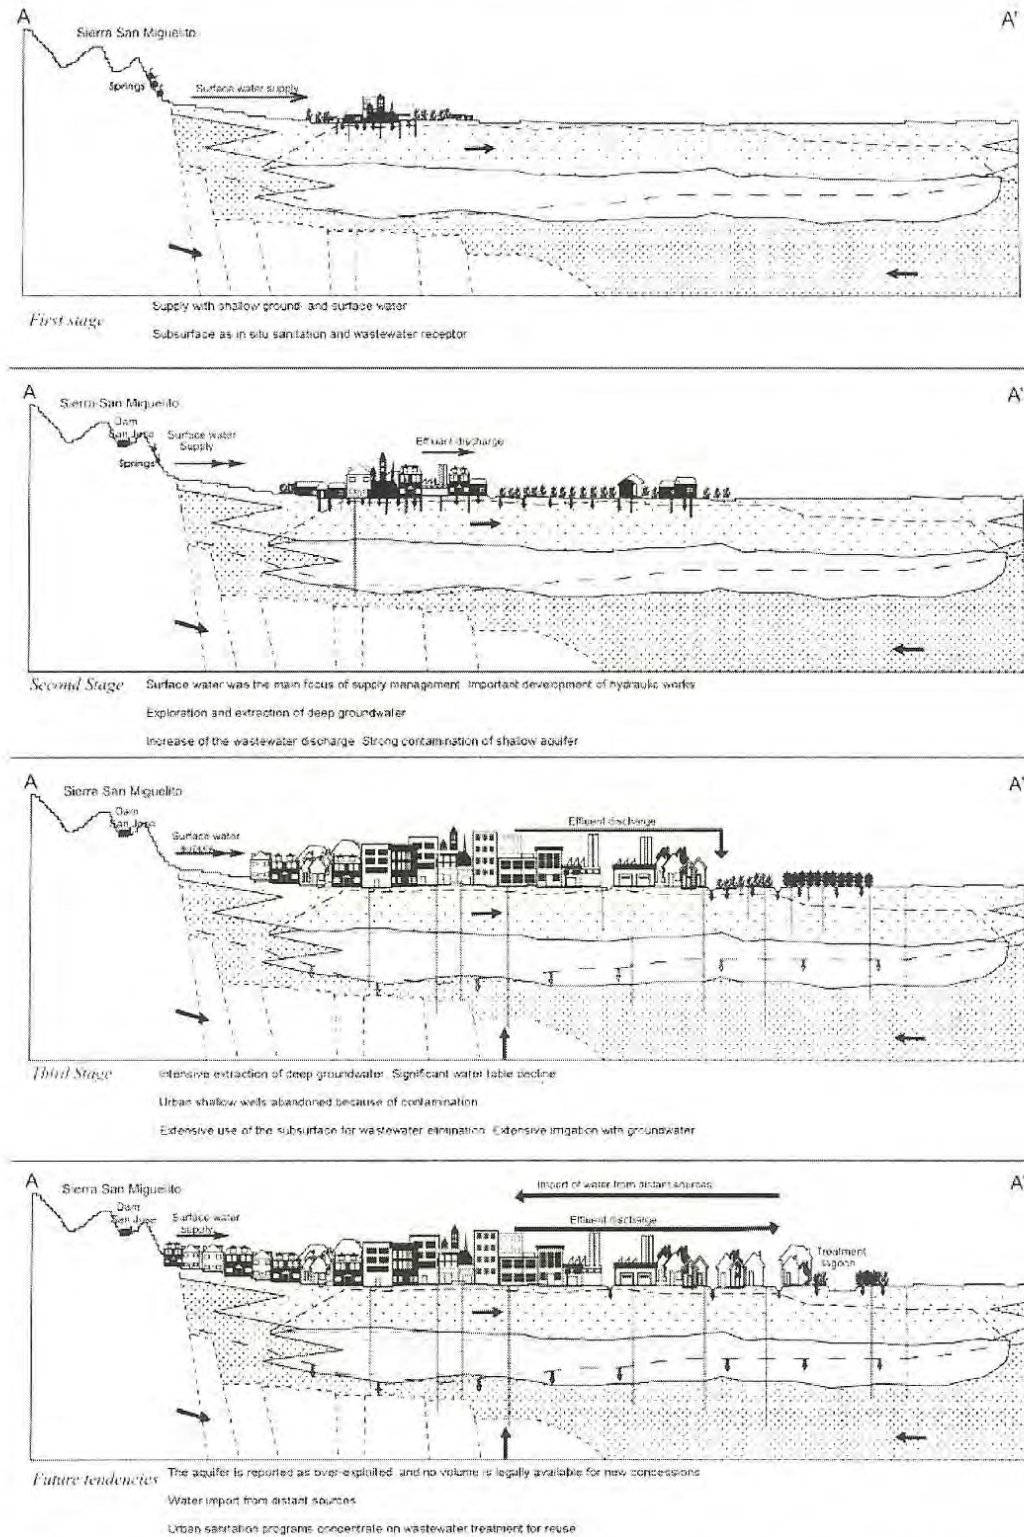 A A'
Sierra San Miguelito
Springs
Surface water supply
Supply with shallow ground- and surface water
First stage
Subsurface as in situ sanitation and wastewater receptor
A A'
Sierra San Miguelito
Dam
San Jose
Surface water
Supply
Springs
Effluent discharge
Second Stage Surface water was the main focus of supply management. Important development of hydraulic works
Exploration and extraction of deep groundwater
Increase of the wastewater discharge. Strong contamination of shallow aquifer
A A'
Sierra San Miguelito
Dam
San Jose
Surface water
Effluent discharge
Third Stage Intensive extraction of deep groundwater. Significant water table decline
Urban shallow wells abandoned because of contamination
Extensive use of the subsurface for wastewater elimination. Extensive irrigation with groundwater
A A'
Sierra San Miguelito
Dam
San Jose
Surface water
supply
Import of water from distant sources
Effluent discharge
Treatment
lagoon
Future tendencies The aquifer is reported as over-exploited, and no volume is legally available for new concessions
Water import from distant sources
Urban sanitation programs concentrate on wastewater treatment for reuse